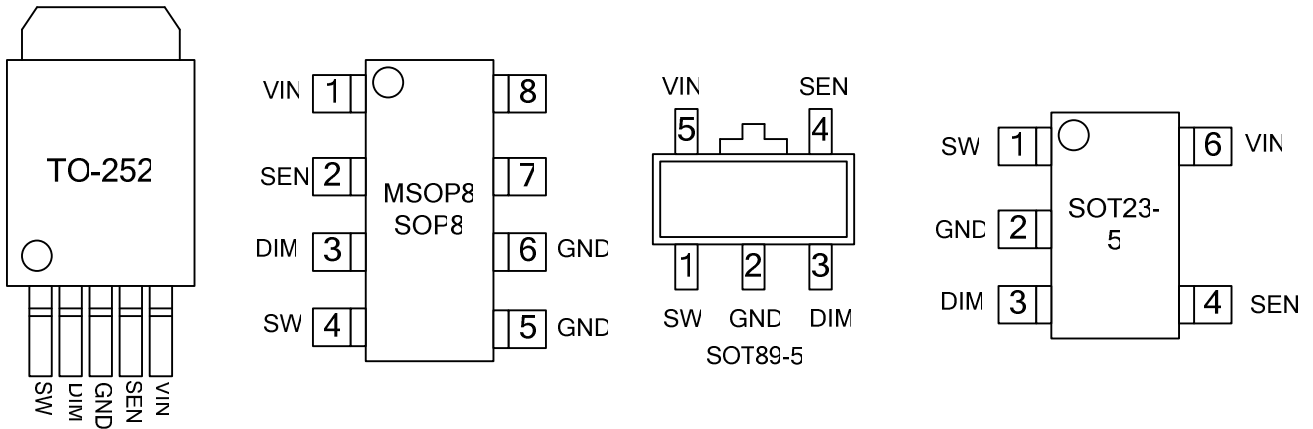 TO-252
SW
DIM
GND
SEN
VIN
VIN 1 8
SEN 2 7
DIM 3 6 GND
SW 4 5 GND
MSOP8
SOP8
VIN SEN
5 4
1 2 3
SW GND DIM
SOT89-5
SW 1 6 VIN
GND 2
DIM 3 4 SEN
SOT23-
5